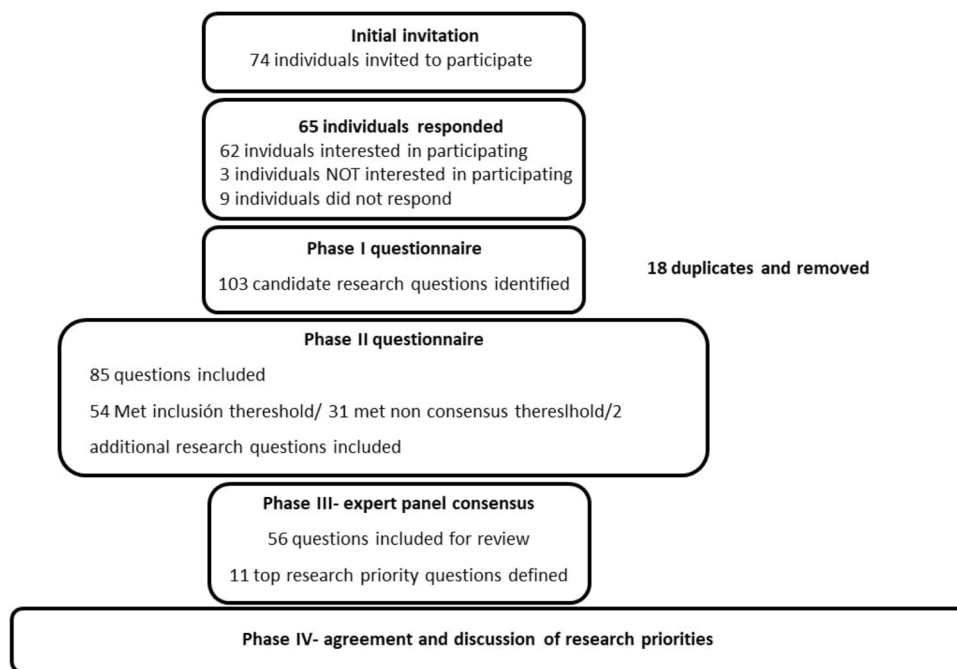 Initial invitation
74 individuals invited to participate
65 individuals responded
62 inviduals interested in participating
3 individuals NOT interested in participating
9 individuals did not respond
Phase I questionnaire
103 candidate research questions identified
18 duplicates and removed
Phase II questionnaire
85 questions included
54 Met inclusión thereshold/ 31 met non consensus thereslhold/2
additional research questions included
Phase III- expert panel consensus
56 questions included for review
11 top research priority questions defined
Phase IV- agreement and discussion of research priorities